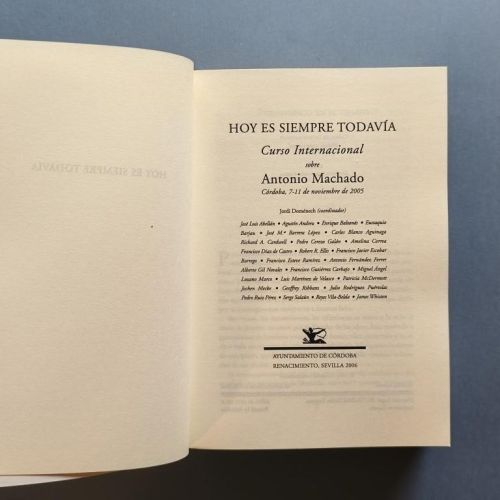 HOY ES SIEMPRE TODAVÍA
HOY ES SIEMPRE TODAVÍA
Curso Internacional
sobre
Antonio Machado
Córdoba, 7-11 de noviembre de 2005
Jordi Doménech (coordinador)
José Luis Abellán • Agustín Andreu • Enrique Baltanás • Eustaquio
Barjau • José M.ª Barrera López • Carlos Blanco Aguinaga
Richard A. Cardwell • Pedro Cerezo Galán • Amelina Correa
Francisco Díaz de Castro • Robert R. Ellis • Francisco Javier Escobar
Borrego • Francisco Estévez Ramírez • Antonio Fernández Ferrer
Alberto Gil Novales • Francisco Gutiérrez Carbajo • Miguel Ángel
Lozano Marco • Luis Martínez de Velasco • Patricia McDermott
Jochen Mecke • Geoffrey Ribbans • Julio Rodríguez Puértolas
Pedro Ruiz Pérez • Serge Salaün • Reyes Vila-Belda • James Whiston
AYUNTAMIENTO DE CÓRDOBA
RENACIMIENTO, SEVILLA 2006